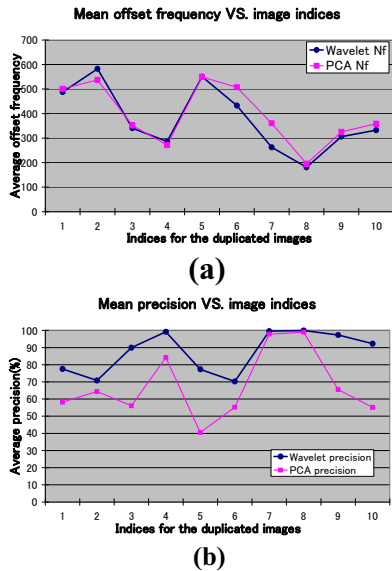 Mean offset frequency VS. image indices
Average offset frequency
700
600
500
400
300
200
100
0
Wavelet Nf
PCA Nf
1 2 3 4 5 6 7 8 9 10
Indices for the duplicated images
(a)
Mean precision VS. image indices
Average precision(%)
100
90
80
70
60
50
40
30
20
10
0
Wavelet precision
PCA precision
1 2 3 4 5 6 7 8 9 10
Indices for the duplicated images
(b)